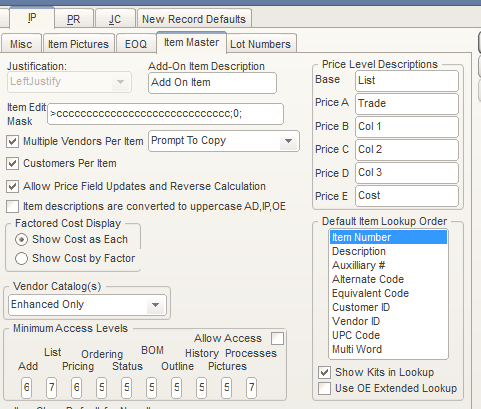 IP PR JC New Record Defaults
Misc Item Pictures EOQ Item Master Lot Numbers
Justification: Add-On Item Description
LeftJustify Add On Item
Item Edit Mask >cccccccccccccccccccccccccccccc;0;
Multiple Vendors Per Item Prompt To Copy
Customers Per Item
Allow Price Field Updates and Reverse Calculation
Item descriptions are converted to uppercase AD,IP,OE
Factored Cost Display
Show Cost as Each
Show Cost by Factor
Vendor Catalog(s)
Enhanced Only
Minimum Access Levels
Allow Access
List Ordering BOM History Processes
Add Pricing Status Outline Pictures
6 7 6 5 5 5 5 5 7
Price Level Descriptions
Base List
Price A Trade
Price B Col 1
Price C Col 2
Price D Col 3
Price E Cost
Default Item Lookup Order
Item Number
Description
Auxilliary #
Alternate Code
Equivalent Code
Customer ID
Vendor ID
UPC Code
Multi Word
Show Kits in Lookup
Use OE Extended Lookup